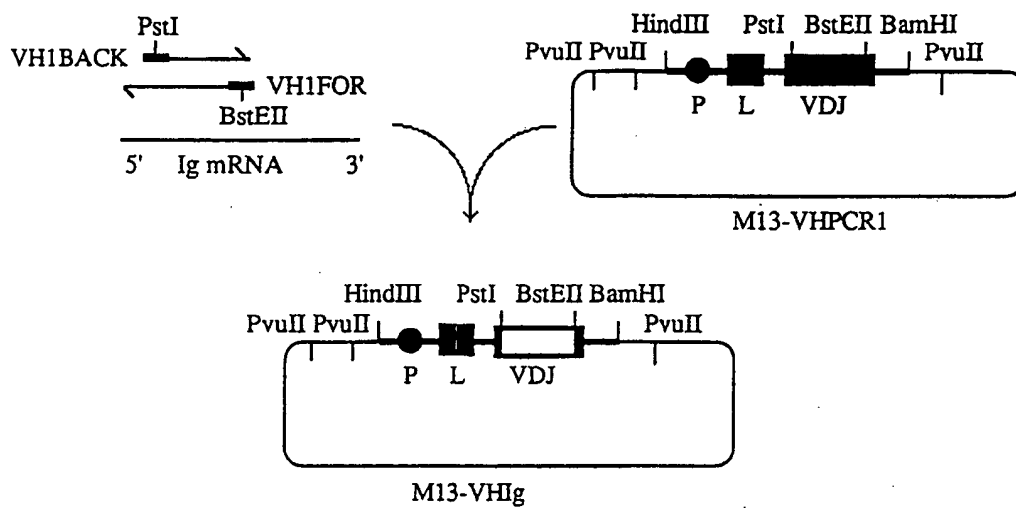 PstI
VH1BACK
VH1FOR
BstEII
5' Ig mRNA 3'
HindIII PstI BstEII BamHI
PvuII PvuII PvuII
P L VDJ
M13-VHPCR1
HindIII PstI BstEII BamHI
PvuII PvuII PvuII
P L VDJ
M13-VHIg